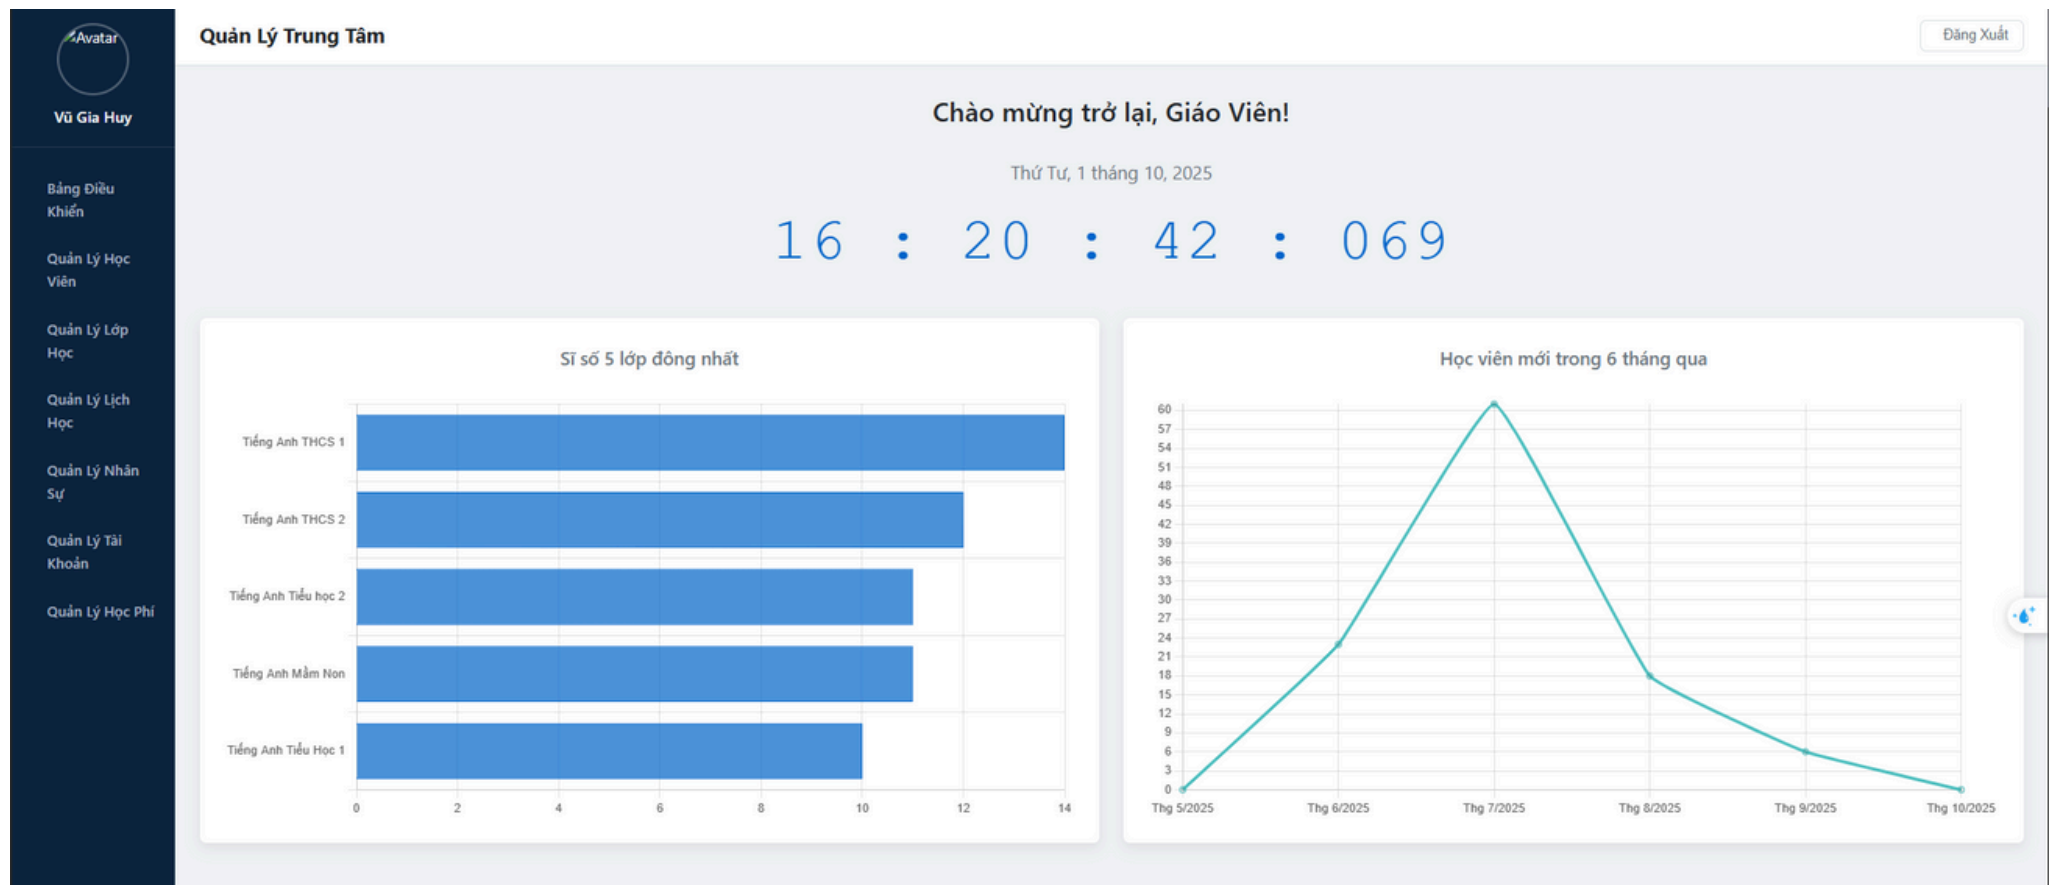 Avatar
Vũ Gia Huy
Bảng Điều
Khiển
Quản Lý Học
Viên
Quản Lý Lớp
Học
Quản Lý Lịch
Học
Quản Lý Nhân
Sự
Quản Lý Tài
Khoản
Quản Lý Học Phí
Quản Lý Trung Tâm
Đăng Xuất
Chào mừng trở lại, Giáo Viên!
Thứ Tư, 1 tháng 10, 2025
16 : 20 : 42 : 069
Sĩ số 5 lớp đông nhất
Tiếng Anh THCS 1
Tiếng Anh THCS 2
Tiếng Anh Tiểu học 2
Tiếng Anh Mầm Non
Tiếng Anh Tiểu Học 1
0 2 4 6 8 10 12 14
Học viên mới trong 6 tháng qua
60
57
54
51
48
45
42
39
36
33
30
27
24
21
18
15
12
9
6
3
0
Thg 5/2025 Thg 6/2025 Thg 7/2025 Thg 8/2025 Thg 9/2025 Thg 10/2025